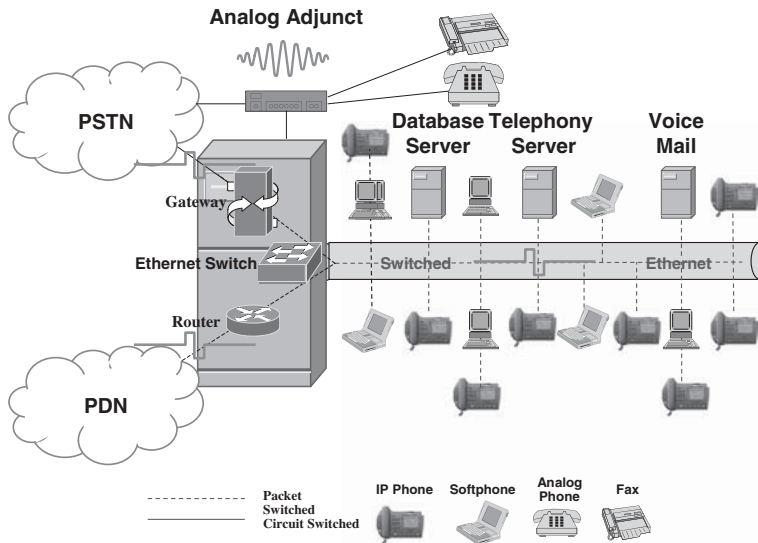 Analog Adjunct
PSTN
Database
Server
Telephony
Server
Voice
Mail
Gateway
Ethernet Switch
Switched
Ethernet
Router
PDN
Packet
Switched
Circuit Switched
IP Phone
Softphone
Analog
Phone
Fax